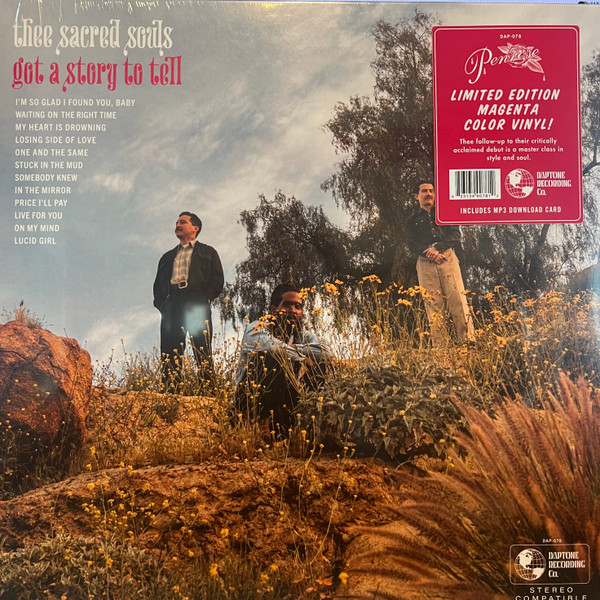 thee sacred souls
got a story to tell
I'M SO GLAD I FOUND YOU, BABY
WAITING ON THE RIGHT TIME
MY HEART IS DROWNING
LOSING SIDE OF LOVE
ONE AND THE SAME
STUCK IN THE MUD
SOMEBODY KNEW
IN THE MIRROR
PRICE I'LL PAY
LIVE FOR YOU
ON MY MIND
LUCID GIRL
DAP-078
Penrose
LIMITED EDITION
MAGENTA
COLOR VINYL!
Thee follow-up to their critically
acclaimed debut is a master class in
style and soul.
DAPTONE
RECORDING
Co.
INCLUDES MP3 DOWNLOAD CARD
DAP-078
DAPTONE
RECORDING
Co.
STEREO
COMPATIBLE